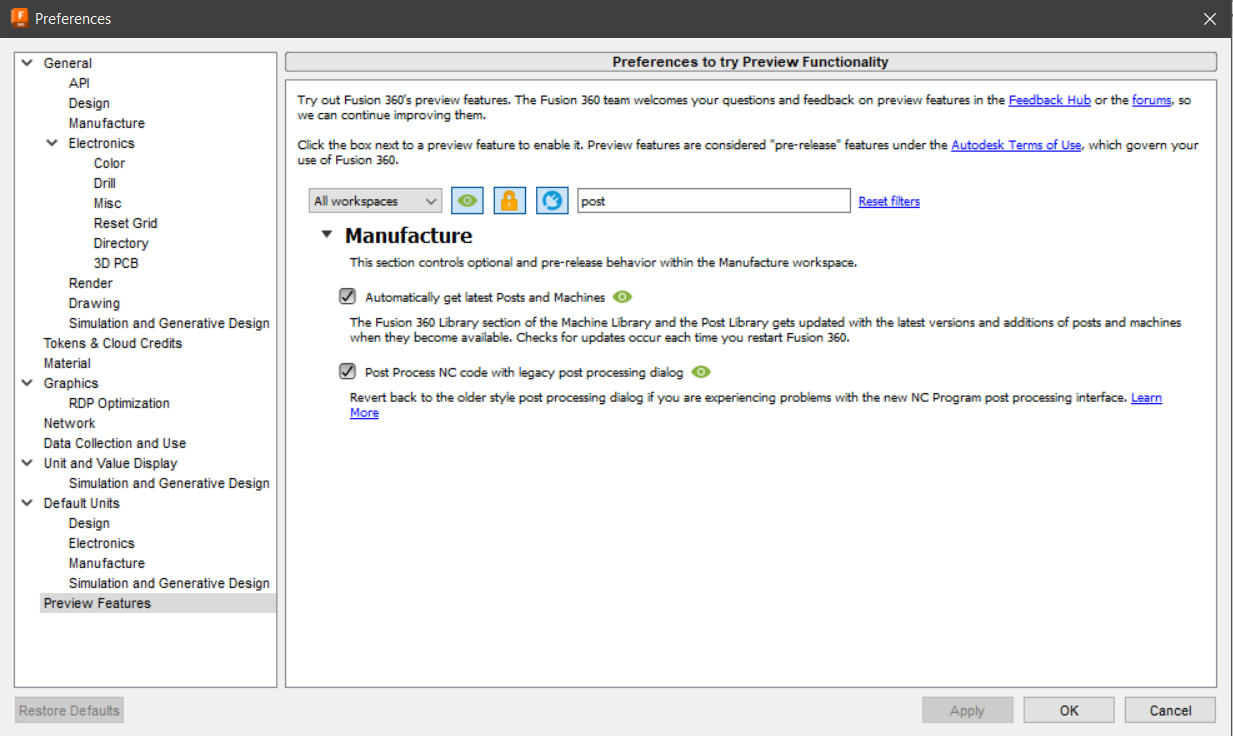 Preferences
General
API
Design
Manufacture
Electronics
Color
Drill
Misc
Reset Grid
Directory
3D PCB
Render
Drawing
Simulation and Generative Design
Tokens & Cloud Credits
Material
Graphics
RDP Optimization
Network
Data Collection and Use
Unit and Value Display
Simulation and Generative Design
Default Units
Design
Electronics
Manufacture
Simulation and Generative Design
Preview Features
Restore Defaults
Preferences to try Preview Functionality
Try out Fusion 360's preview features. The Fusion 360 team welcomes your questions and feedback on preview features in the Feedback Hub or the forums, so
we can continue improving them.
Click the box next to a preview feature to enable it. Preview features are considered "pre-release" features under the Autodesk Terms of Use, which govern your
use of Fusion 360.
All workspaces post Reset filters
Manufacture
This section controls optional and pre-release behavior within the Manufacture workspace.
Automatically get latest Posts and Machines
The Fusion 360 Library section of the Machine Library and the Post Library gets updated with the latest versions and additions of posts and machines
when they become available. Checks for updates occur each time you restart Fusion 360.
Post Process NC code with legacy post processing dialog
Revert back to the older style post processing dialog if you are experiencing problems with the new NC Program post processing interface. Learn
More
Apply OK Cancel